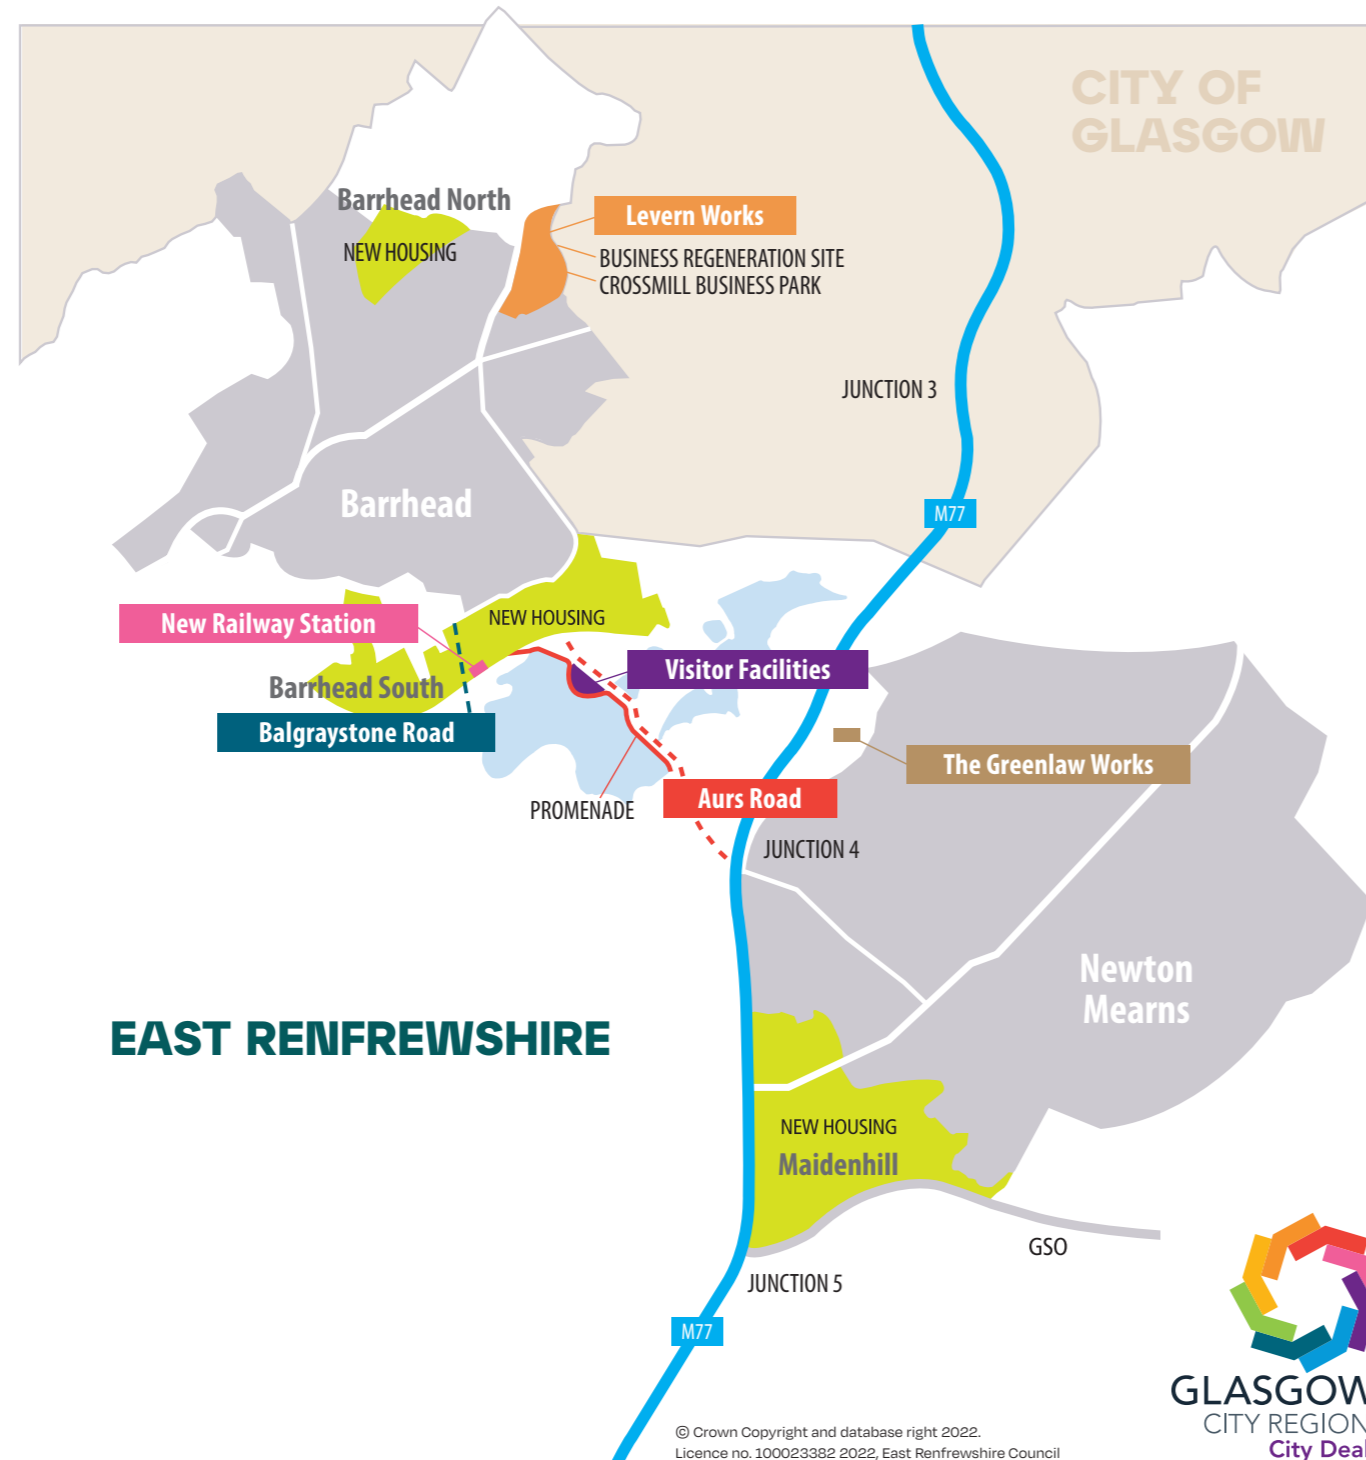 CITY OF
GLASGOW
Barrhead North
NEW HOUSING
Levern Works
BUSINESS REGENERATION SITE
CROSSMILL BUSINESS PARK
JUNCTION 3
Barrhead
M77
New Railway Station
NEW HOUSING
Visitor Facilities
Barrhead South
Balgraystone Road
The Greenlaw Works
PROMENADE
Aurs Road
JUNCTION 4
Newton
Mearns
EAST RENFREWSHIRE
NEW HOUSING
Maidenhill
GSO
JUNCTION 5
M77
GLASGOW
CITY REGION
City Deal
© Crown Copyright and database right 2022.
Licence no. 100023382 2022, East Renfrewshire Council